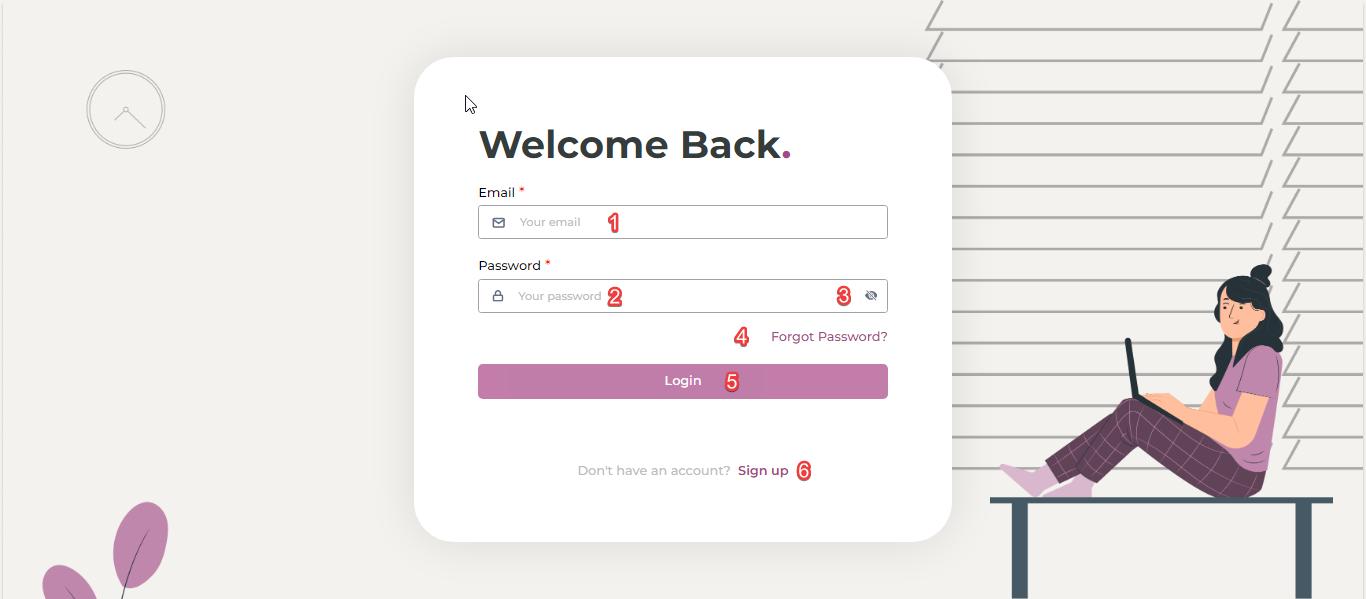 Welcome Back.
Email *
Your email 1
Password *
Your password 2 3
4 Forgot Password?
Login 5
Don't have an account? Sign up 6